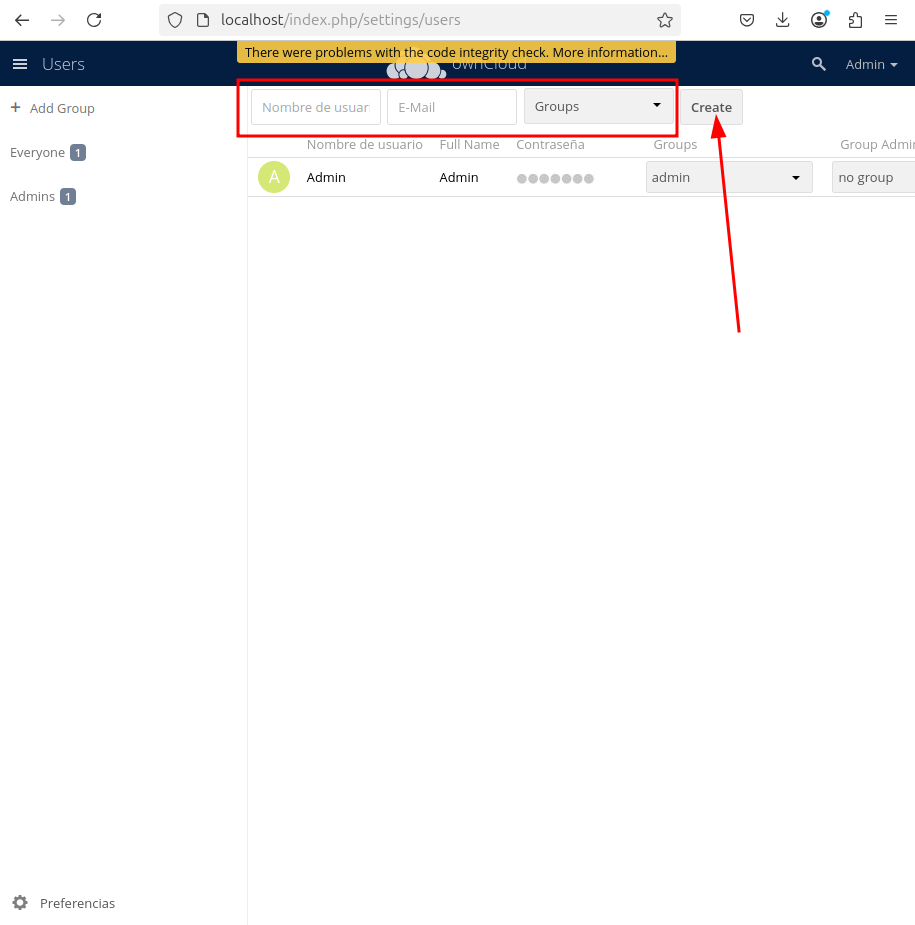 localhost/index.php/settings/users
There were problems with the code integrity check. More information…
Users
ownCloud
Admin
+ Add Group
Nombre de usuar
E-Mail
Groups
Create
Everyone 1
Admins 1
Nombre de usuario Full Name Contraseña Groups Group Admin
A Admin Admin ●●●●●●● admin no group
Preferencias